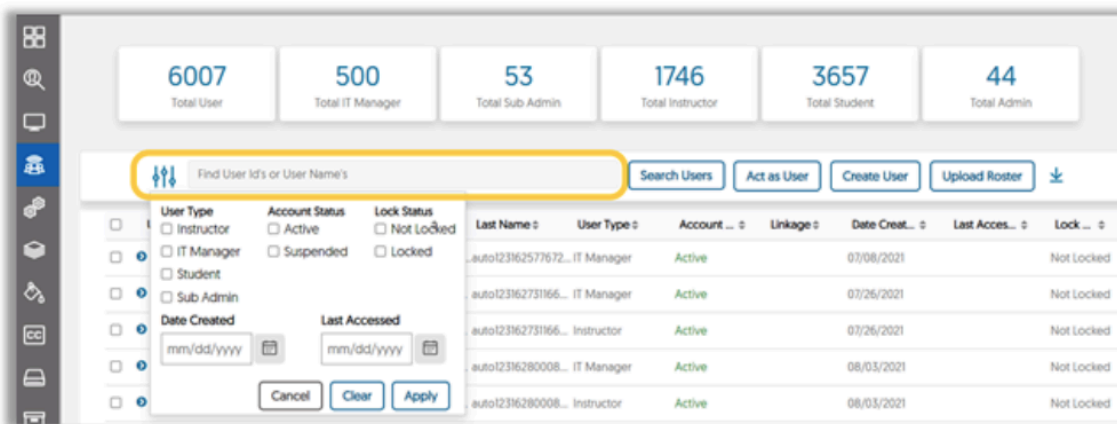 6007
Total User
500
Total IT Manager
53
Total Sub Admin
1746
Total Instructor
3657
Total Student
44
Total Admin
Find User Id's or User Name's
Search Users
Act as User
Create User
Upload Roster
User Type
Instructor
IT Manager
Student
Sub Admin
Account Status
Active
Suspended
Lock Status
Not Locked
Locked
Date Created
mm/dd/yyyy
Last Accessed
mm/dd/yyyy
Cancel
Clear
Apply
Last Name User Type Account ... Linkage Date Creat... Last Acces... Lock ...
..auto123162577672... IT Manager Active 07/08/2021 Not Locked
. auto123162731166... IT Manager Active 07/26/2021 Not Locked
. auto123162731166... Instructor Active 07/26/2021 Not Locked
. auto12316280008... IT Manager Active 08/03/2021 Not Locked
. auto12316280008... Instructor Active 08/03/2021 Not Locked
CC